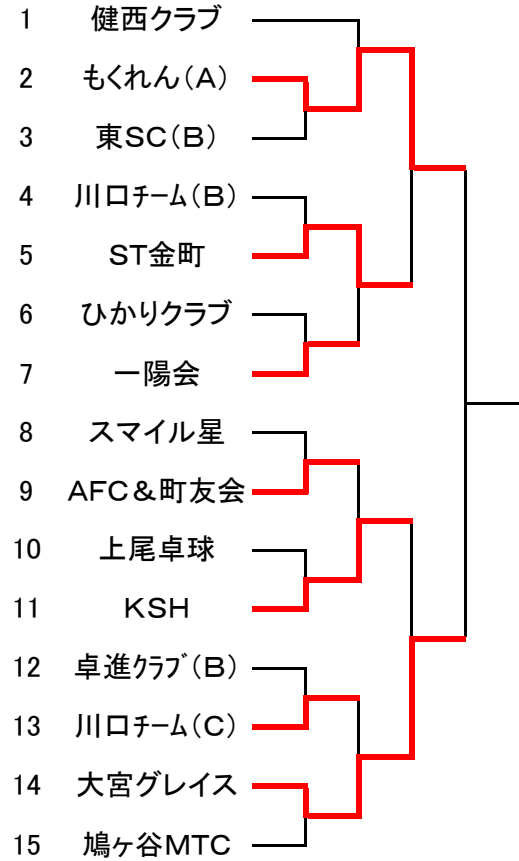 1 健西クラブ
2 もくれん(A)
3 東SC(B)
4 川口ﾁｰﾑ(B)
5 ST金町
6 ひかりクラブ
7 一陽会
8 スマイル星
9 AFC＆町友会
10 上尾卓球
11 KSH
12 卓進ｸﾗﾌﾞ(B)
13 川口ﾁｰﾑ(C)
14 大宮グレイス
15 鳩ヶ谷MTC